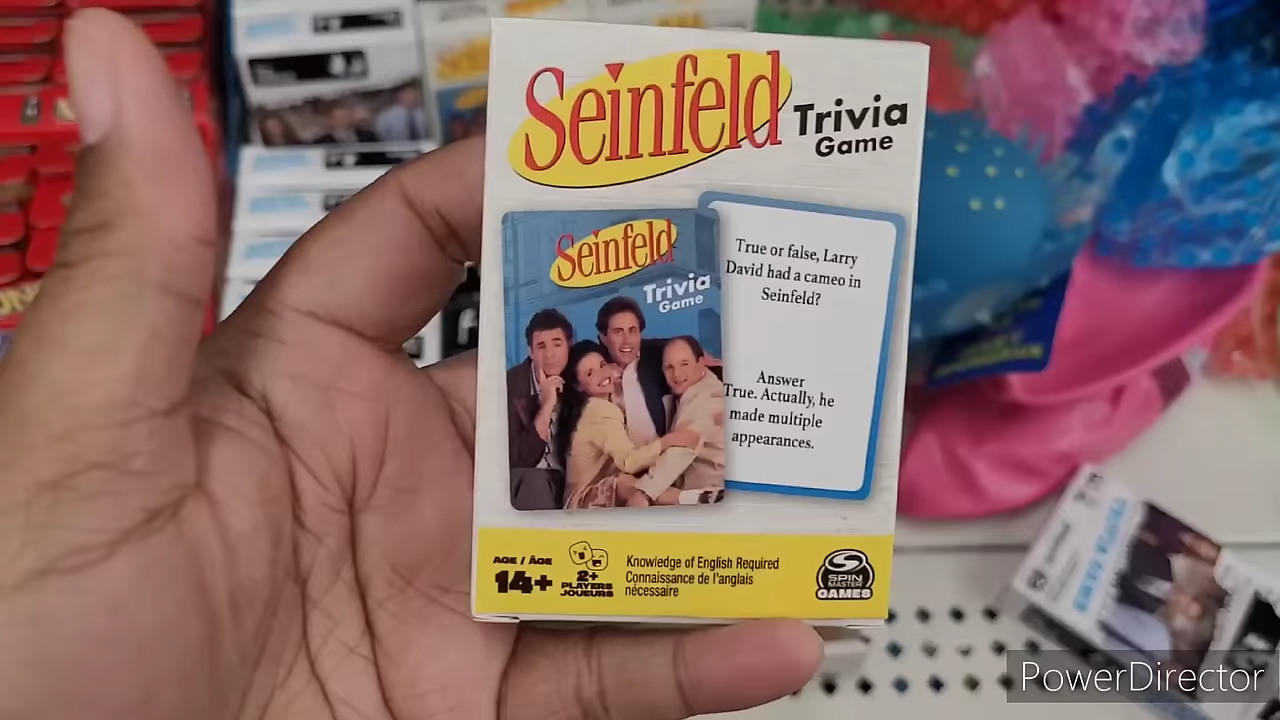 Seinfeld
Trivia
Game
Seinfeld
Trivia
Game
True or false, Larry
David had a cameo in
Seinfeld?
Answer
True. Actually, he
made multiple
appearances.
AGE / ÂGE
14+
2+
PLAYERS
JOUEURS
Knowledge of English Required
Connaissance de l'anglais
nécessaire
SPIN
MASTER
GAMES
PowerDirector